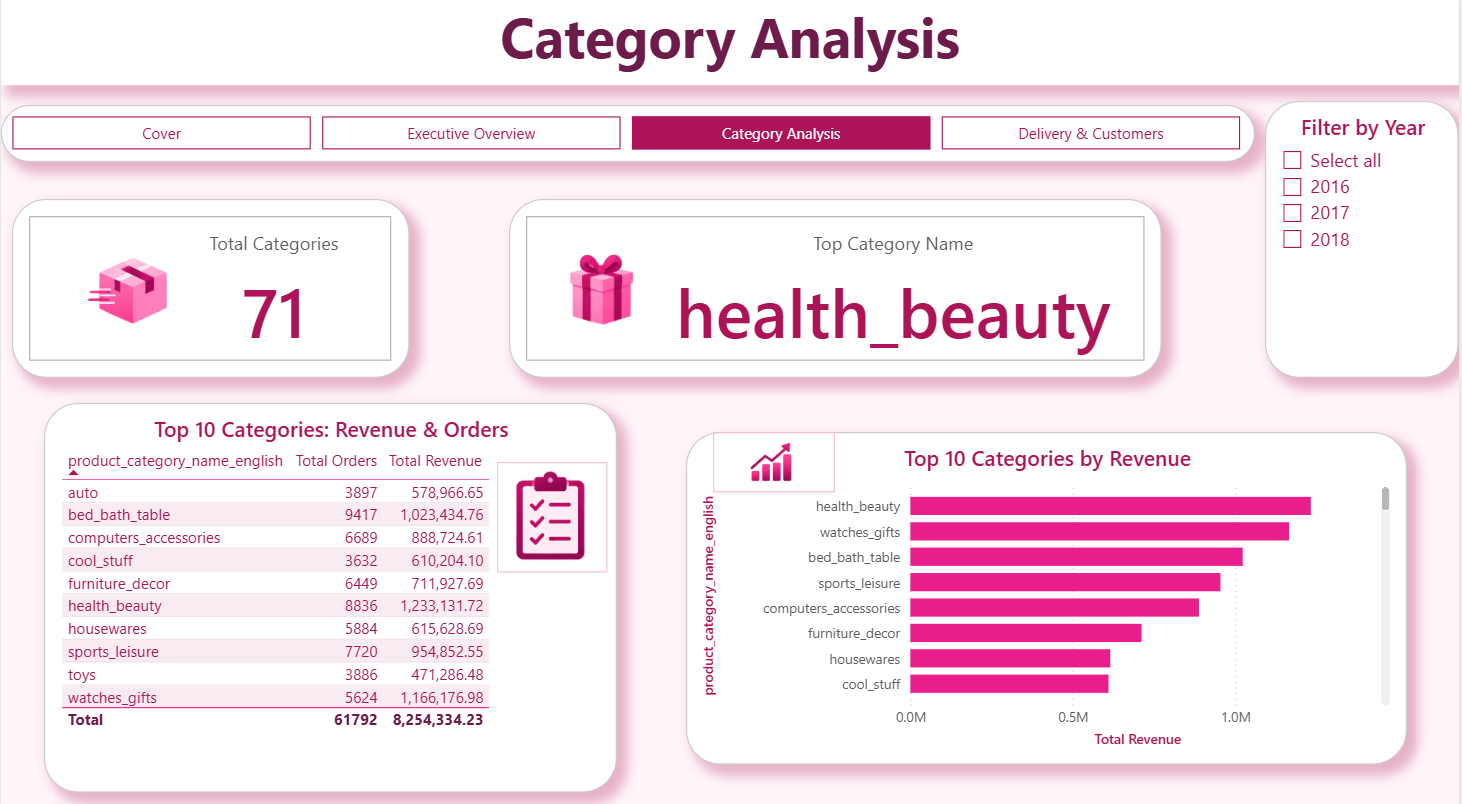 Category Analysis
Cover
Executive Overview
Category Analysis
Delivery & Customers
Filter by Year
Select all
2016
2017
2018
Total Categories
71
Top Category Name
health_beauty
Top 10 Categories: Revenue & Orders
product_category_name_english Total Orders Total Revenue
auto 3897 578,966.65
bed_bath_table 9417 1,023,434.76
computers_accessories 6689 888,724.61
cool_stuff 3632 610,204.10
furniture_decor 6449 711,927.69
health_beauty 8836 1,233,131.72
housewares 5884 615,628.69
sports_leisure 7720 954,852.55
toys 3886 471,286.48
watches_gifts 5624 1,166,176.98
Total 61792 8,254,334.23
Top 10 Categories by Revenue
product_category_name_english
health_beauty
watches_gifts
bed_bath_table
sports_leisure
computers_accessories
furniture_decor
housewares
cool_stuff
0.0M 0.5M 1.0M
Total Revenue